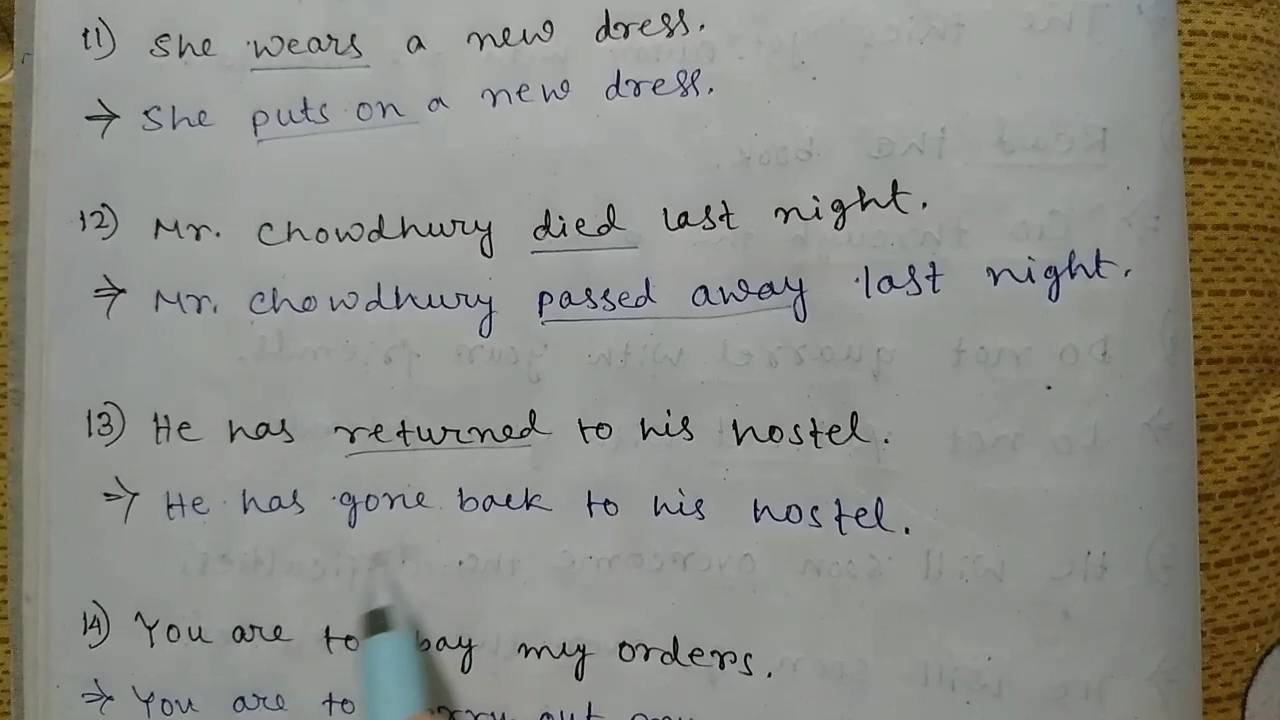 11) She wears a new dress.
→ She puts on a new dress.
12) Mr. Chowdhury died last night.
⇒ Mr. Chowdhury passed away last night.
13) He has returned to his hostel.
⇒ He has gone back to his hostel.
14) You are to my orders.
⇒ You are to out